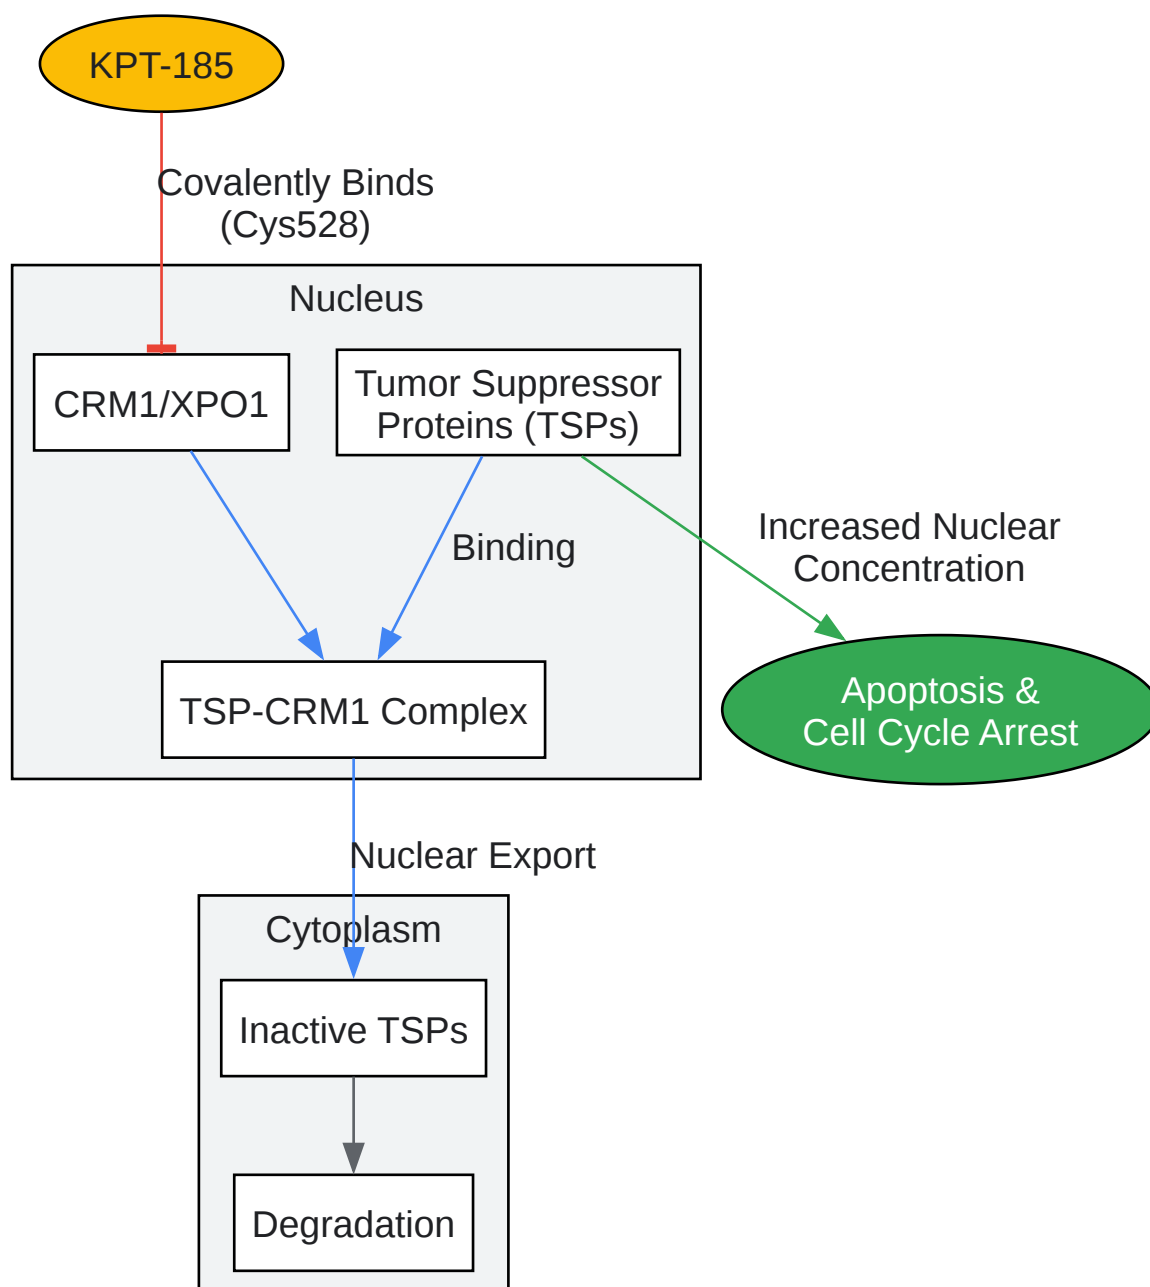 KPT-185
Covalently Binds
(Cys528)
Nucleus
CRM1/XPO1
Tumor Suppressor
Proteins (TSPs)
Binding
Increased Nuclear
Concentration
TSP-CRM1 Complex
Apoptosis &
Cell Cycle Arrest
Nuclear Export
Cytoplasm
Inactive TSPs
Degradation